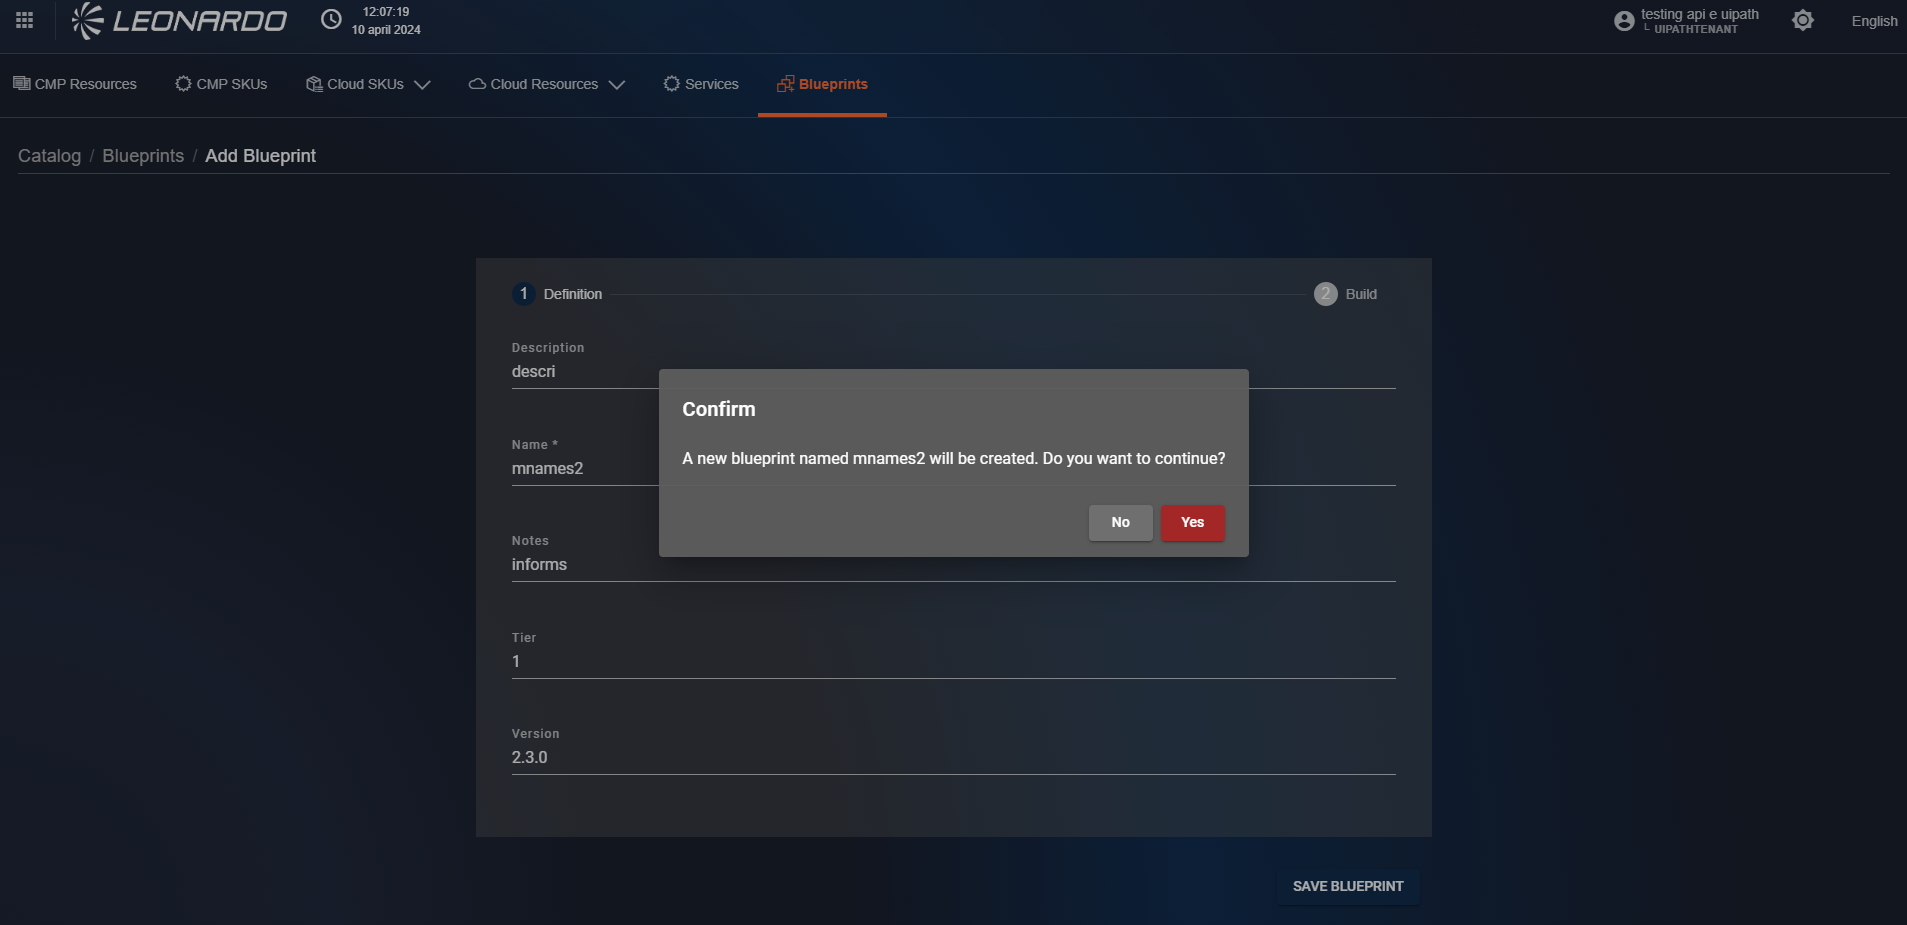 LEONARDO
12:07:19
10 april 2024
testing api e uipath
UIPATHTENANT
English
CMP Resources
CMP SKUs
Cloud SKUs
Cloud Resources
Services
Blueprints
Catalog / Blueprints / Add Blueprint
1 Definition
2 Build
Description
descri
Confirm
A new blueprint named mnames2 will be created. Do you want to continue?
No
Yes
Name *
mnames2
Notes
informs
Tier
1
Version
2.3.0
SAVE BLUEPRINT